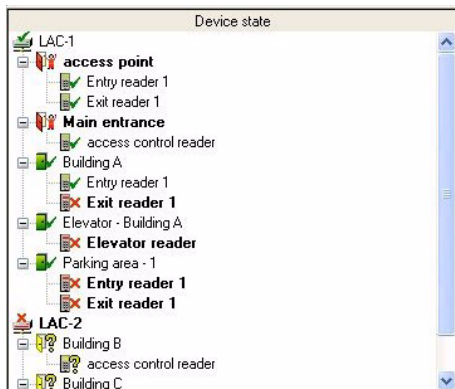 Device state
LAC-1
access point
Entry reader 1
Exit reader 1
Main entrance
access control reader
Building A
Entry reader 1
Exit reader 1
Elevator - Building A
Elevator reader
Parking area - 1
Entry reader 1
Exit reader 1
LAC-2
Building B
access control reader
Building C